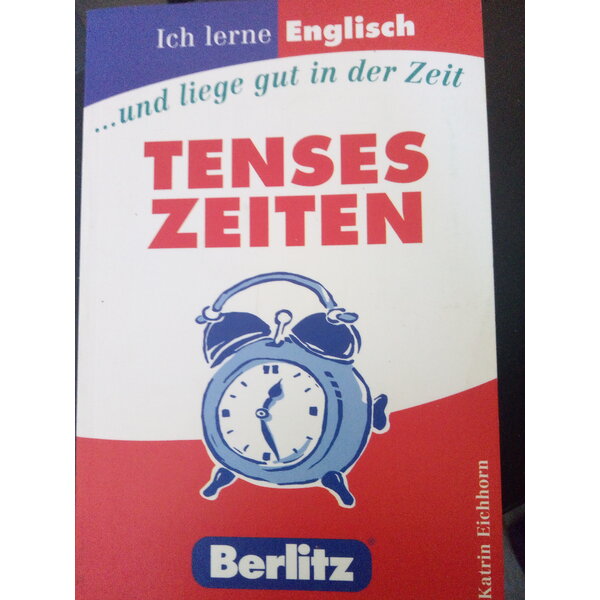 Ich lerne Englisch
...und liege gut in der Zeit
TENSES
ZEITEN
Berlitz®
Katrin Eichhorn